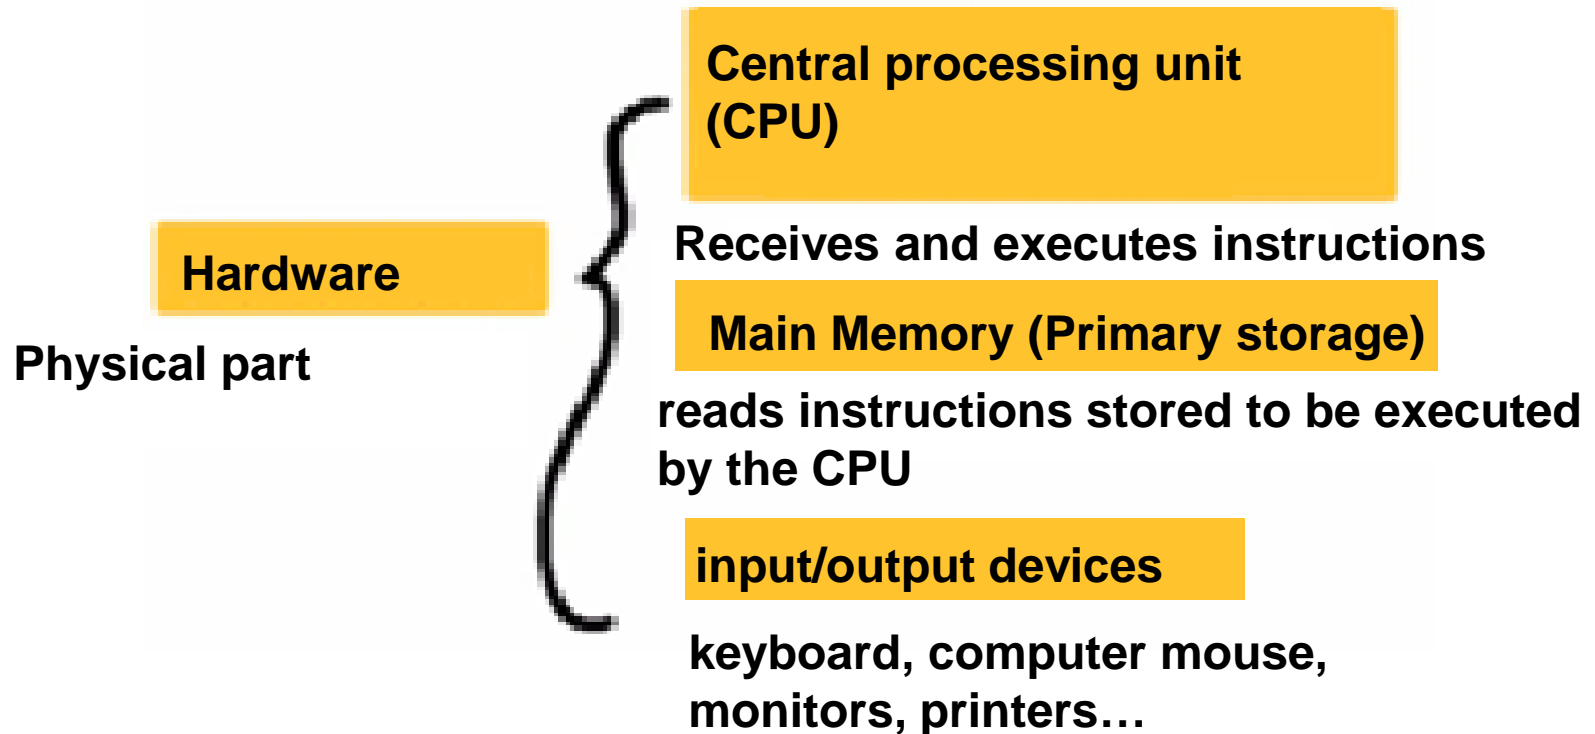 Hardware
Physical part
Central processing unit
(CPU)
Receives and executes instructions
Main Memory (Primary storage)
reads instructions stored to be executed
by the CPU
input/output devices
keyboard, computer mouse,
monitors, printers…